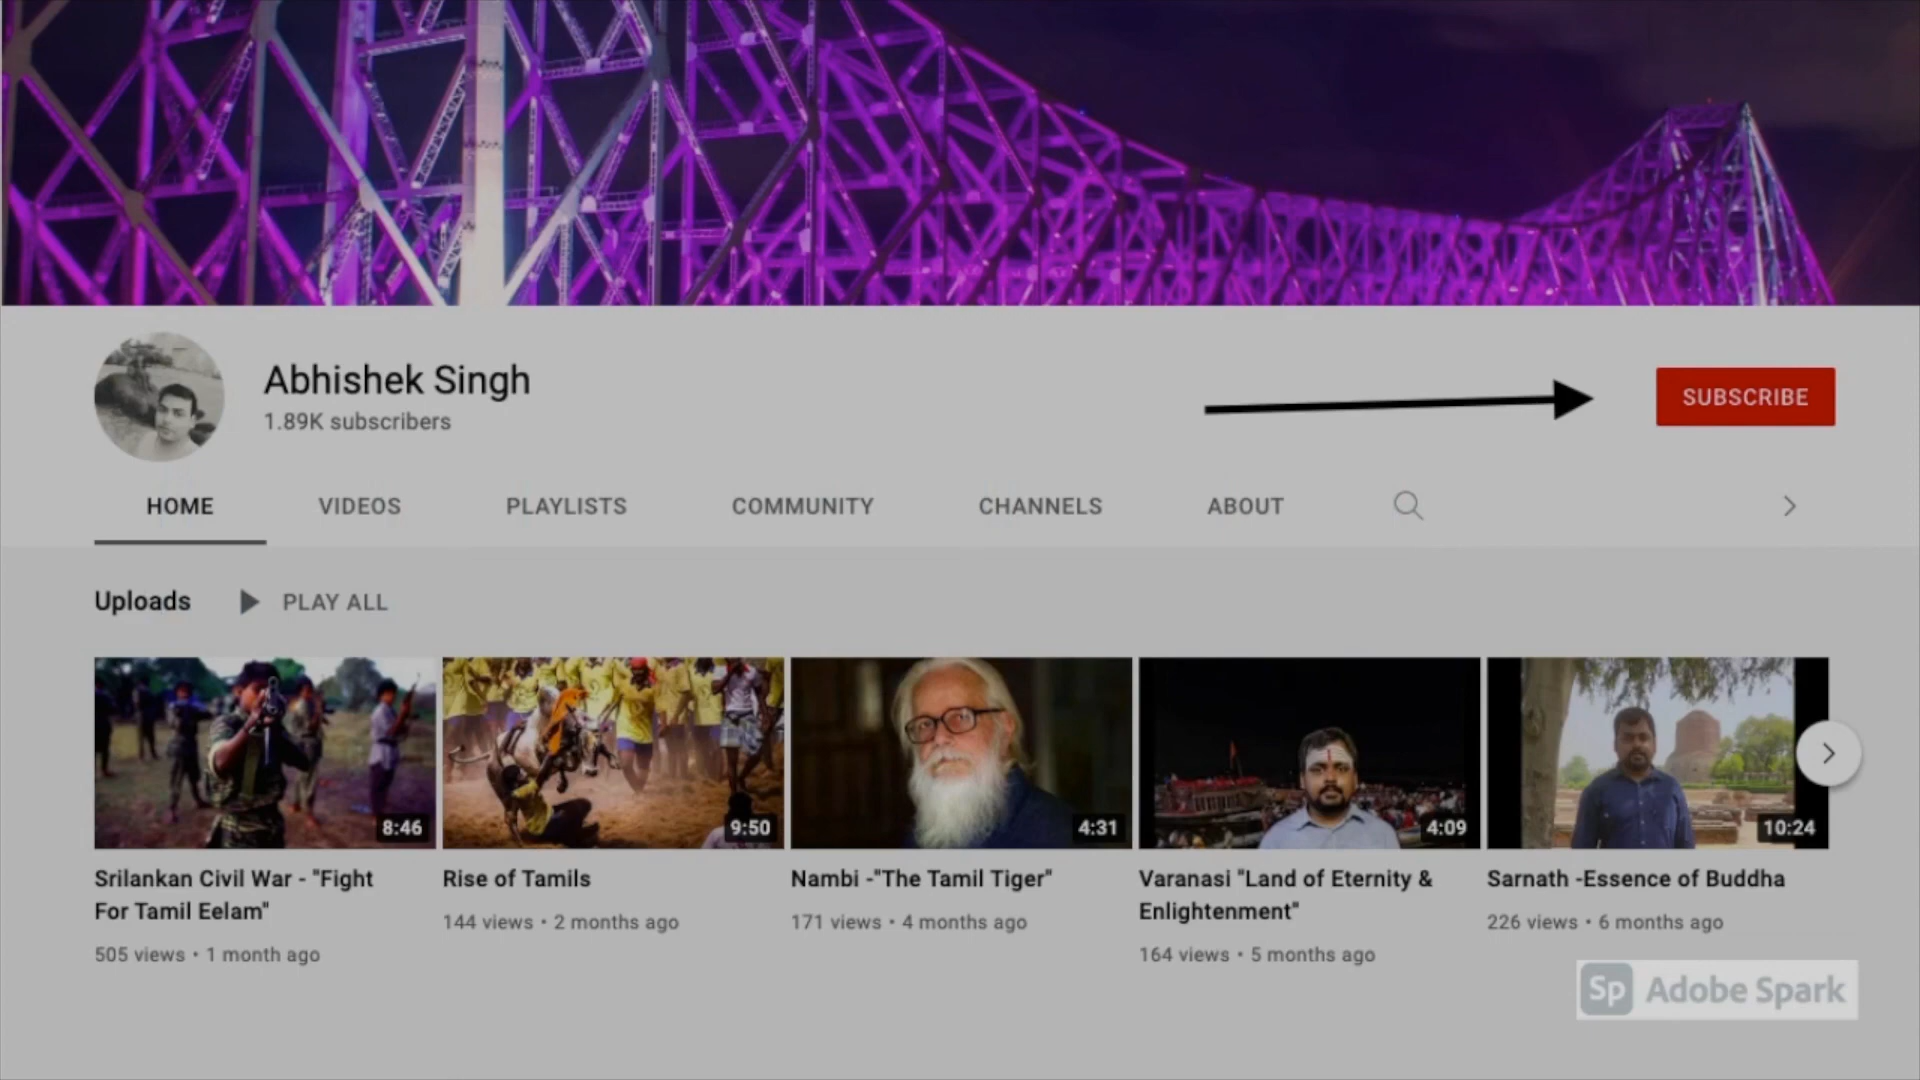 Abhishek Singh
1.89K subscribers
SUBSCRIBE
HOME VIDEOS PLAYLISTS COMMUNITY CHANNELS ABOUT
Uploads PLAY ALL
8:46 9:50 4:31 4:09 10:24
Srilankan Civil War - "Fight
For Tamil Eelam"
505 views • 1 month ago
Rise of Tamils
144 views • 2 months ago
Nambi -"The Tamil Tiger"
171 views • 4 months ago
Varanasi "Land of Eternity &
Enlightenment"
164 views • 5 months ago
Sarnath -Essence of Buddha
226 views • 6 months ago
Sp Adobe Spark